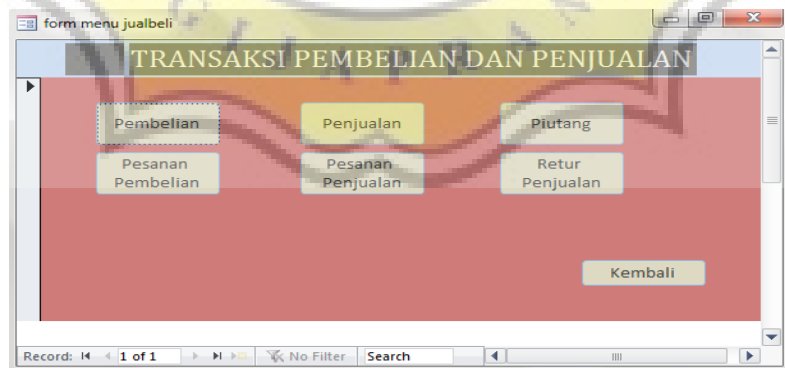 form menu jualbeli
TRANSAKSI PEMBELIAN DAN PENJUALAN
Pembelian
Penjualan
Piutang
Pesanan
Pembelian
Pesanan
Penjualan
Retur
Penjualan
Kembali
Record: 1 of 1 No Filter Search